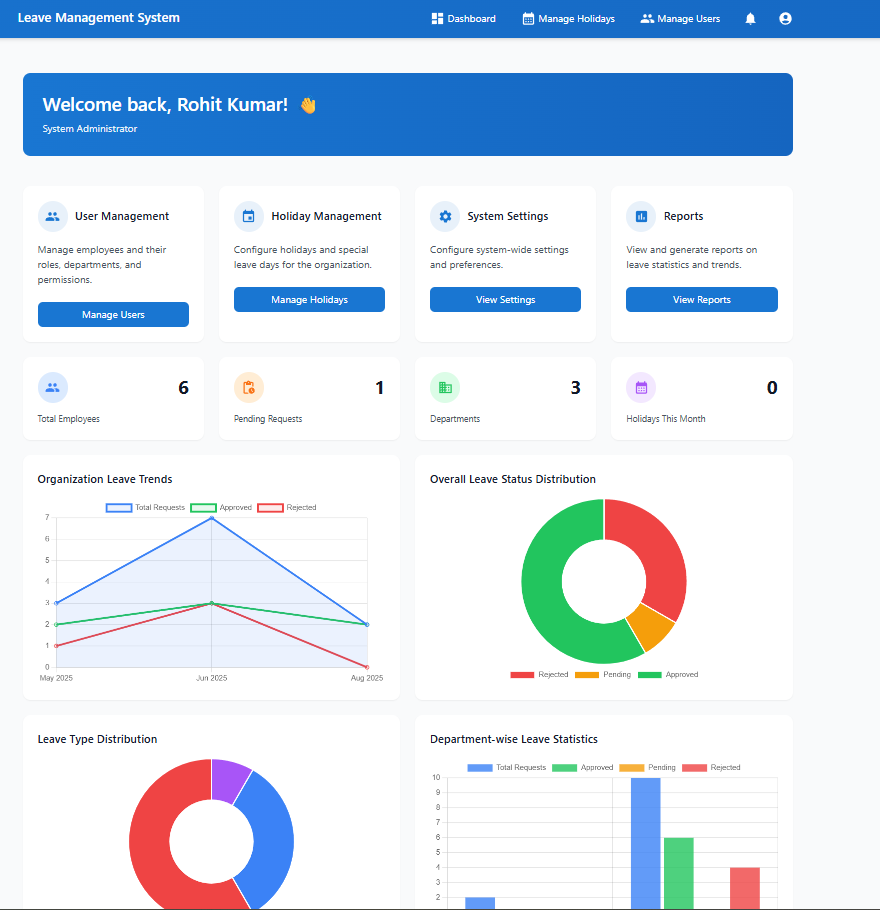 Leave Management System
Dashboard
Manage Holidays
Manage Users
Welcome back, Rohit Kumar! 👋
System Administrator
User Management
Manage employees and their
roles, departments, and
permissions.
Manage Users
Holiday Management
Configure holidays and special
leave days for the organization.
Manage Holidays
System Settings
Configure system-wide settings
and preferences.
View Settings
Reports
View and generate reports on
leave statistics and trends.
View Reports
6
Total Employees
1
Pending Requests
3
Departments
0
Holidays This Month
Organization Leave Trends
Total Requests
Approved
Rejected
7
6
5
4
3
2
1
0
May 2025
Jun 2025
Aug 2025
Overall Leave Status Distribution
Rejected
Pending
Approved
Leave Type Distribution
Department-wise Leave Statistics
Total Requests
Approved
Pending
Rejected
10
9
8
7
6
5
4
3
2